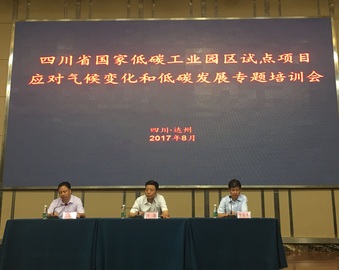 四川省国家低碳工业园区试点项目
应对气候变化和低碳发展专题培训会
四川·达州
2017年8月